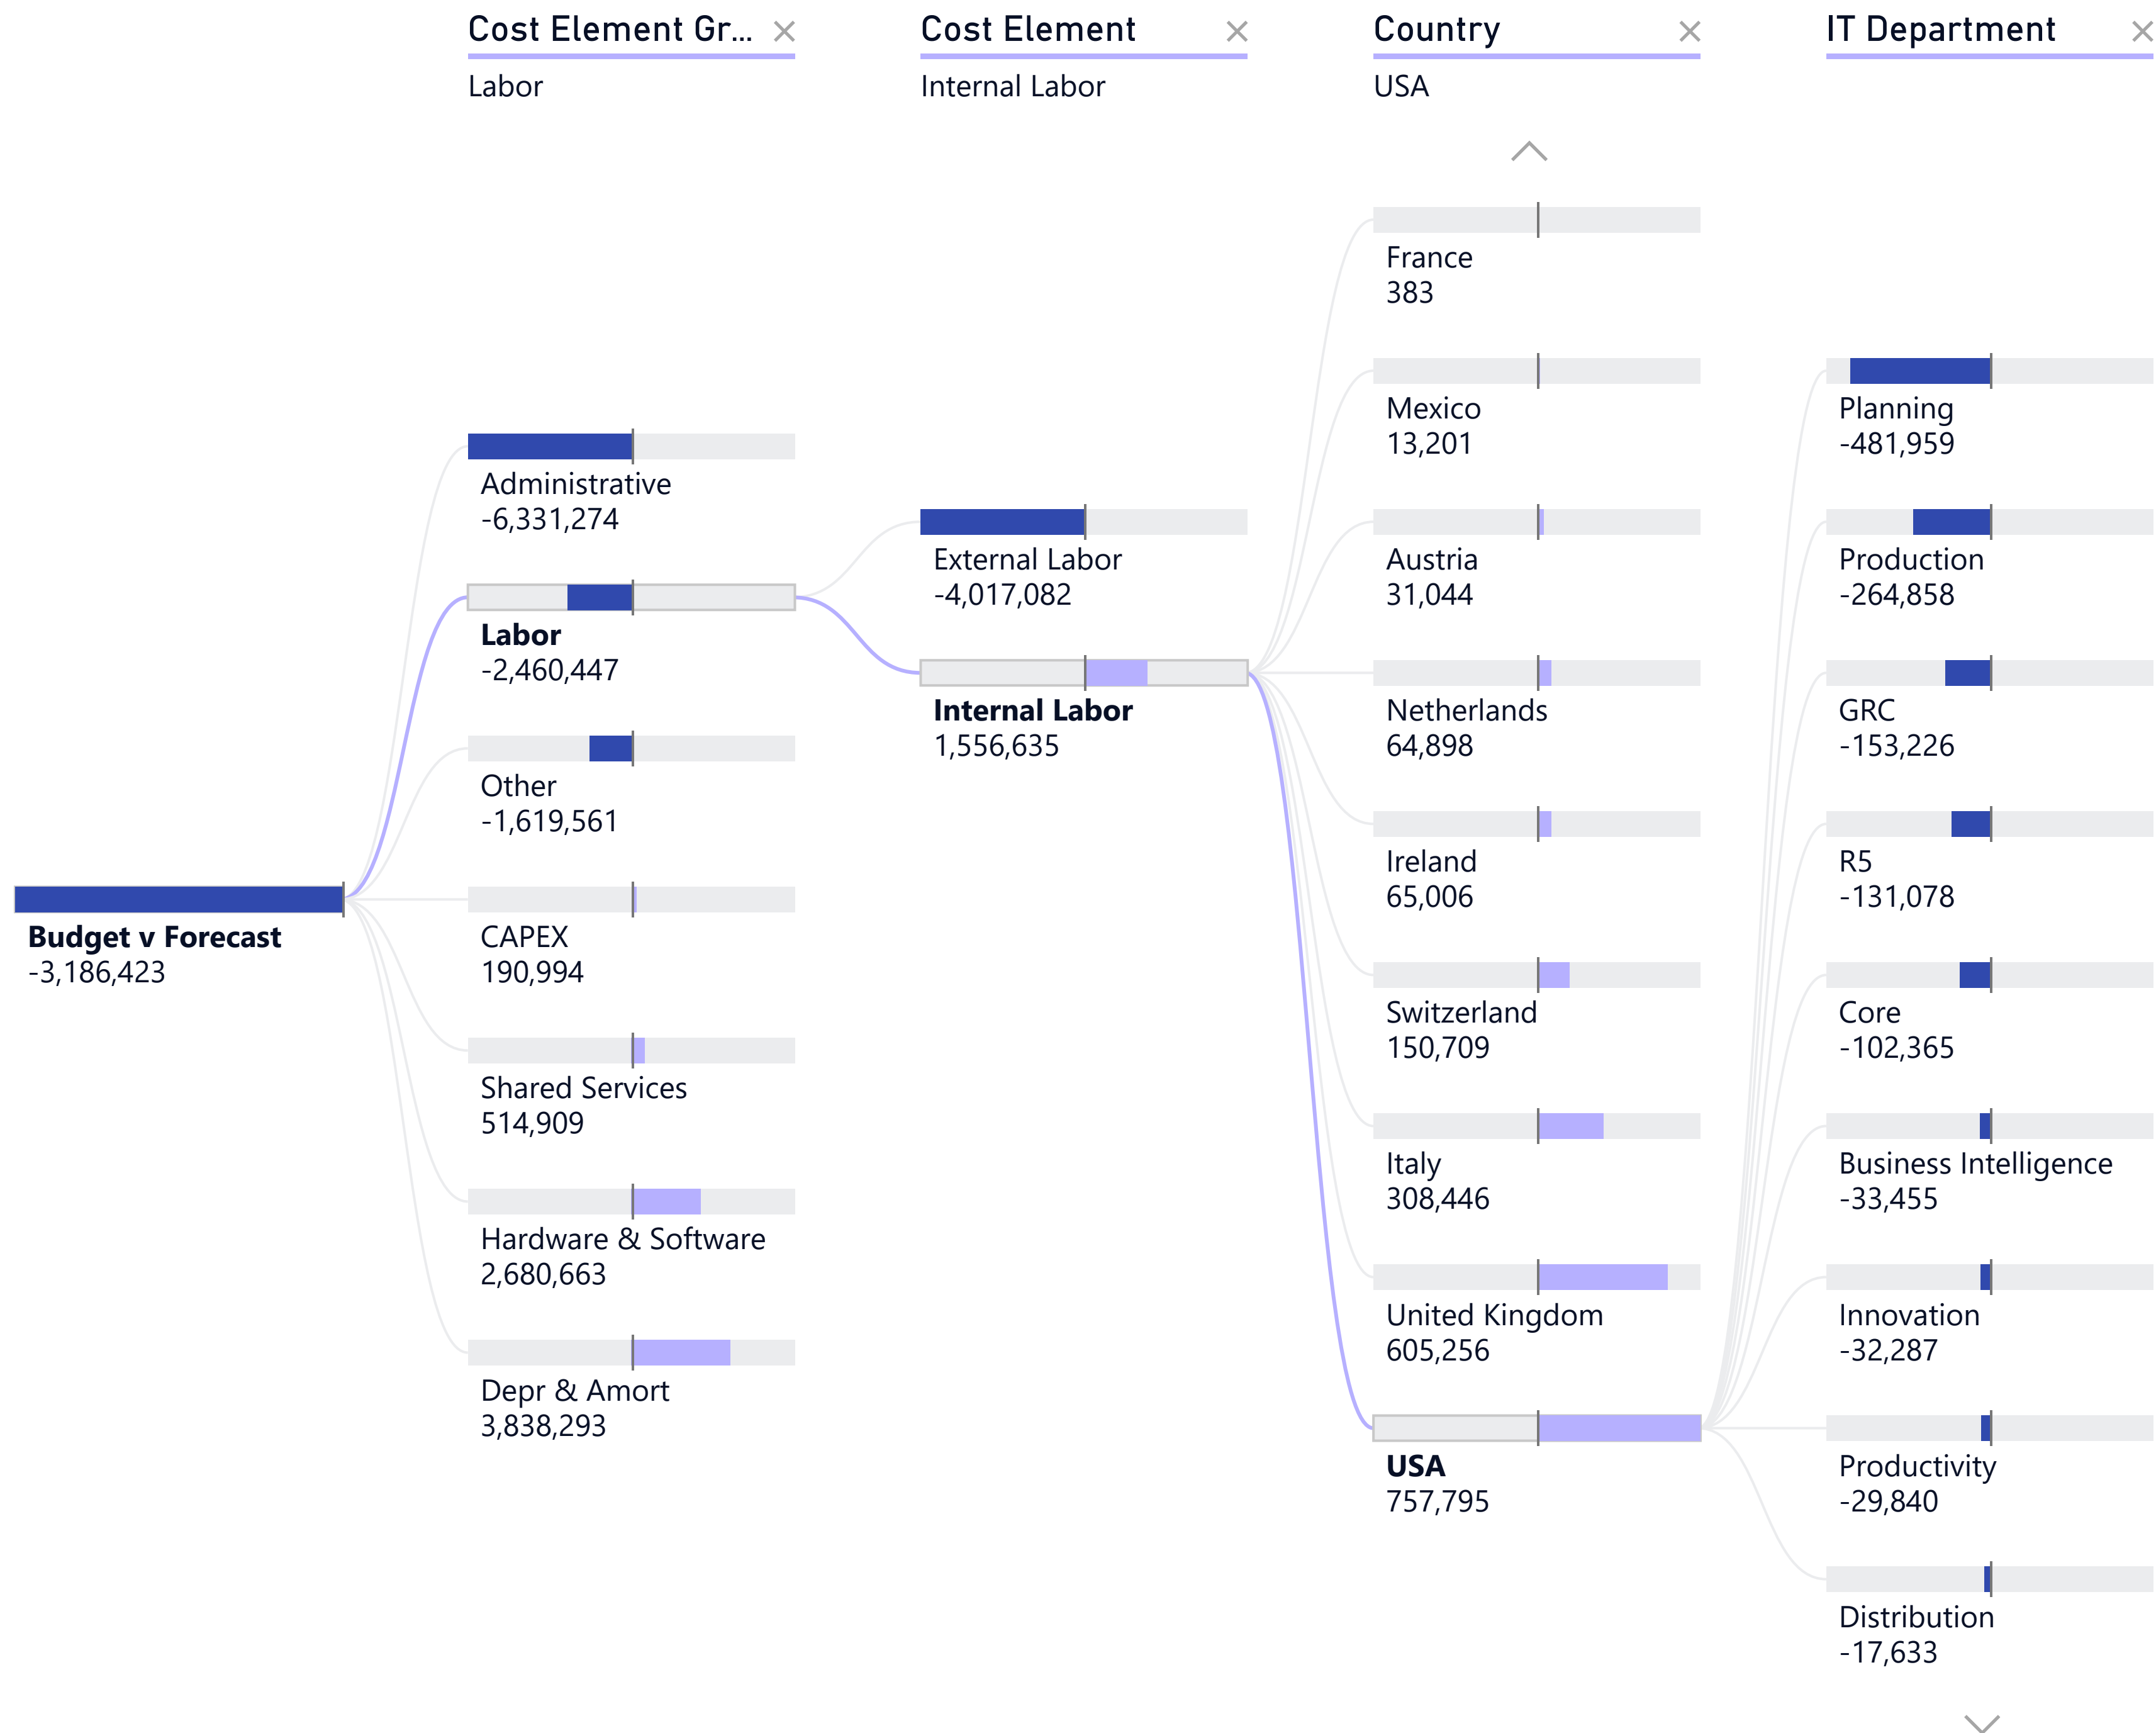 Cost Element Gr...
Labor
Cost Element
Internal Labor
Country
USA
IT Department
Budget v Forecast
-3,186,423
Administrative
-6,331,274
Labor
-2,460,447
Other
-1,619,561
CAPEX
190,994
Shared Services
514,909
Hardware & Software
2,680,663
Depr & Amort
3,838,293
External Labor
-4,017,082
Internal Labor
1,556,635
France
383
Mexico
13,201
Austria
31,044
Netherlands
64,898
Ireland
65,006
Switzerland
150,709
Italy
308,446
United Kingdom
605,256
USA
757,795
Planning
-481,959
Production
-264,858
GRC
-153,226
R5
-131,078
Core
-102,365
Business Intelligence
-33,455
Innovation
-32,287
Productivity
-29,840
Distribution
-17,633